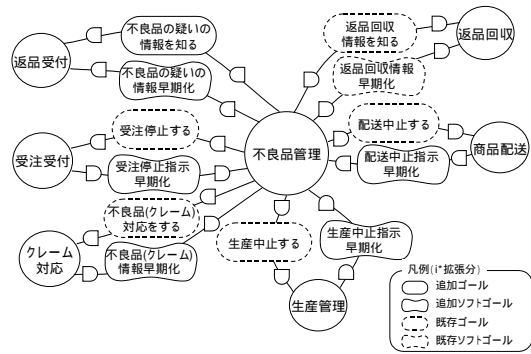 不良品の疑いの
情報を知る
返品受付
不良品の疑いの
情報早期化
返品回収
情報を知る
返品回収
返品回収情報
早期化
受注停止する
受注受付
受注停止指示
早期化
不良品管理
配送中止する
商品配送
配送中止指示
早期化
不良品(クレーム)
対応をする
クレーム
対応
不良品(クレーム)
情報早期化
生産中止する
生産中止指示
早期化
生産管理
凡例(i*拡張分)
追加ゴール
追加ソフトゴール
既存ゴール
既存ソフトゴール